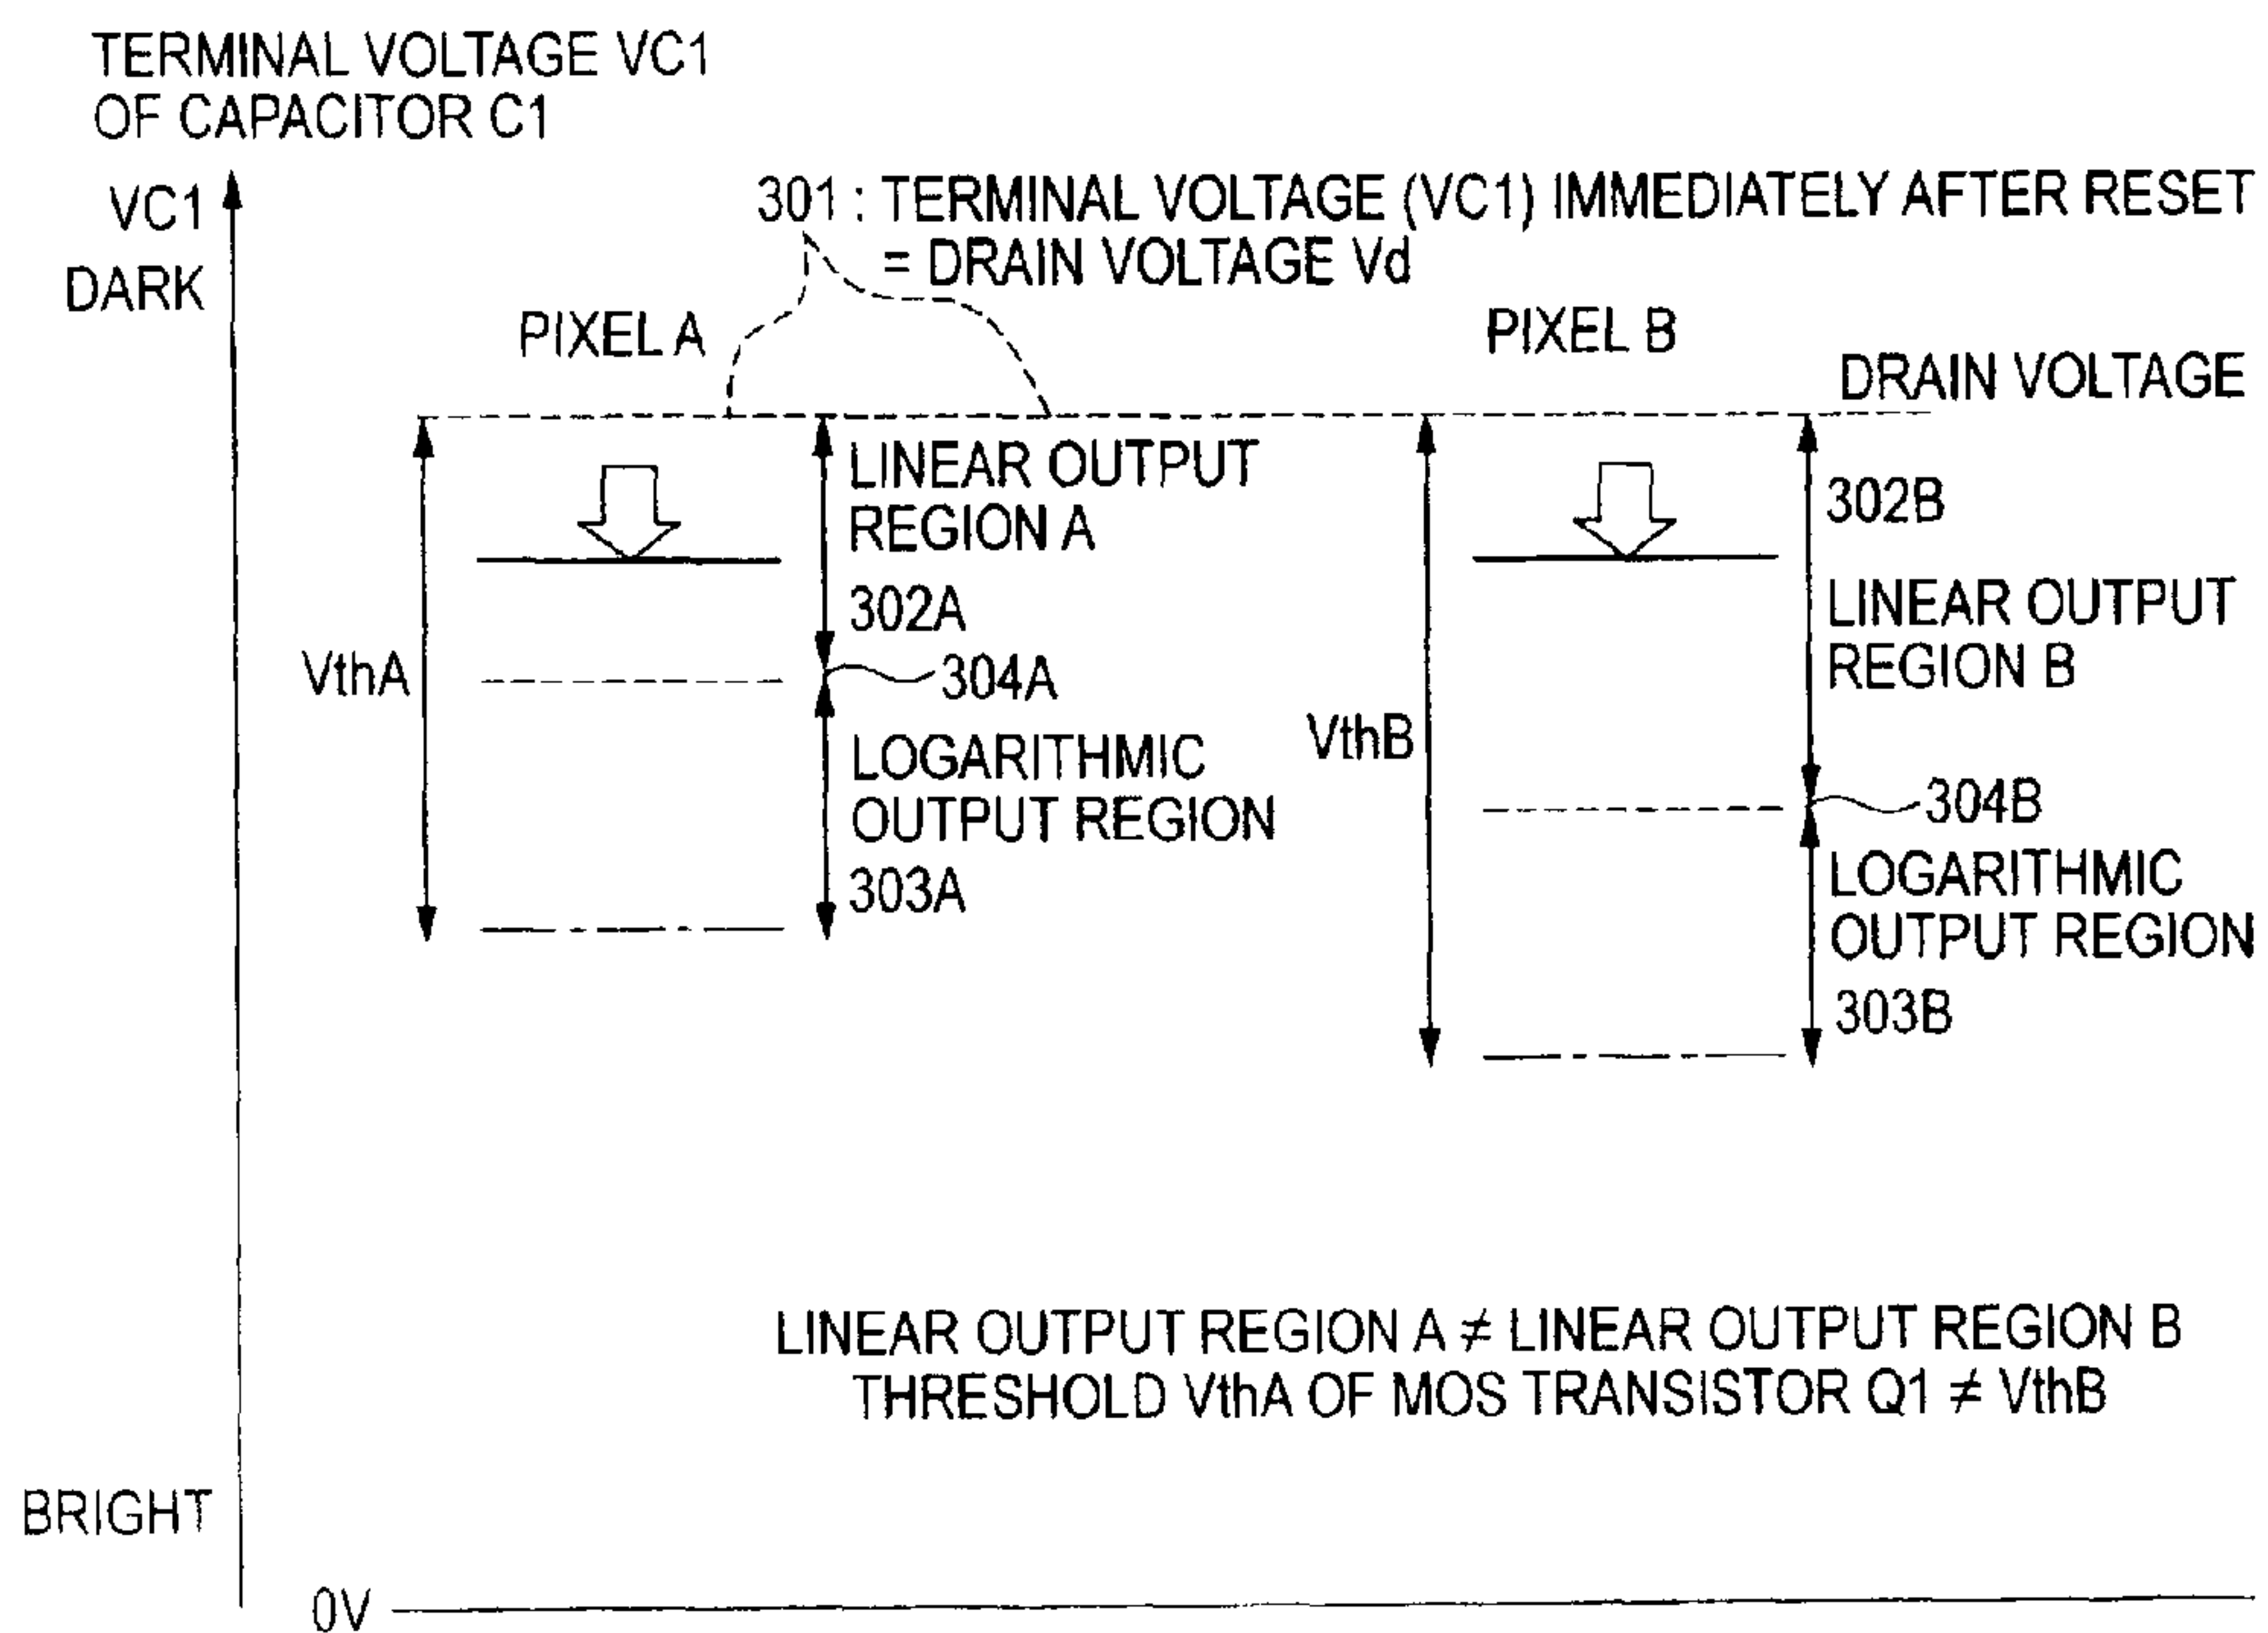 TERMINAL VOLTAGE VC1
OF CAPACITOR C1
VC1
DARK
301 : TERMINAL VOLTAGE (VC1) IMMEDIATELY AFTER RESET
= DRAIN VOLTAGE Vd
PIXEL A
PIXEL B
DRAIN VOLTAGE
LINEAR OUTPUT
REGION A
302A
VthA
304A
LOGARITHMIC
OUTPUT REGION
303A
302B
LINEAR OUTPUT
REGION B
VthB
304B
LOGARITHMIC
OUTPUT REGION
303B
LINEAR OUTPUT REGION A ≠ LINEAR OUTPUT REGION B
THRESHOLD VthA OF MOS TRANSISTOR Q1 ≠ VthB
BRIGHT
0V